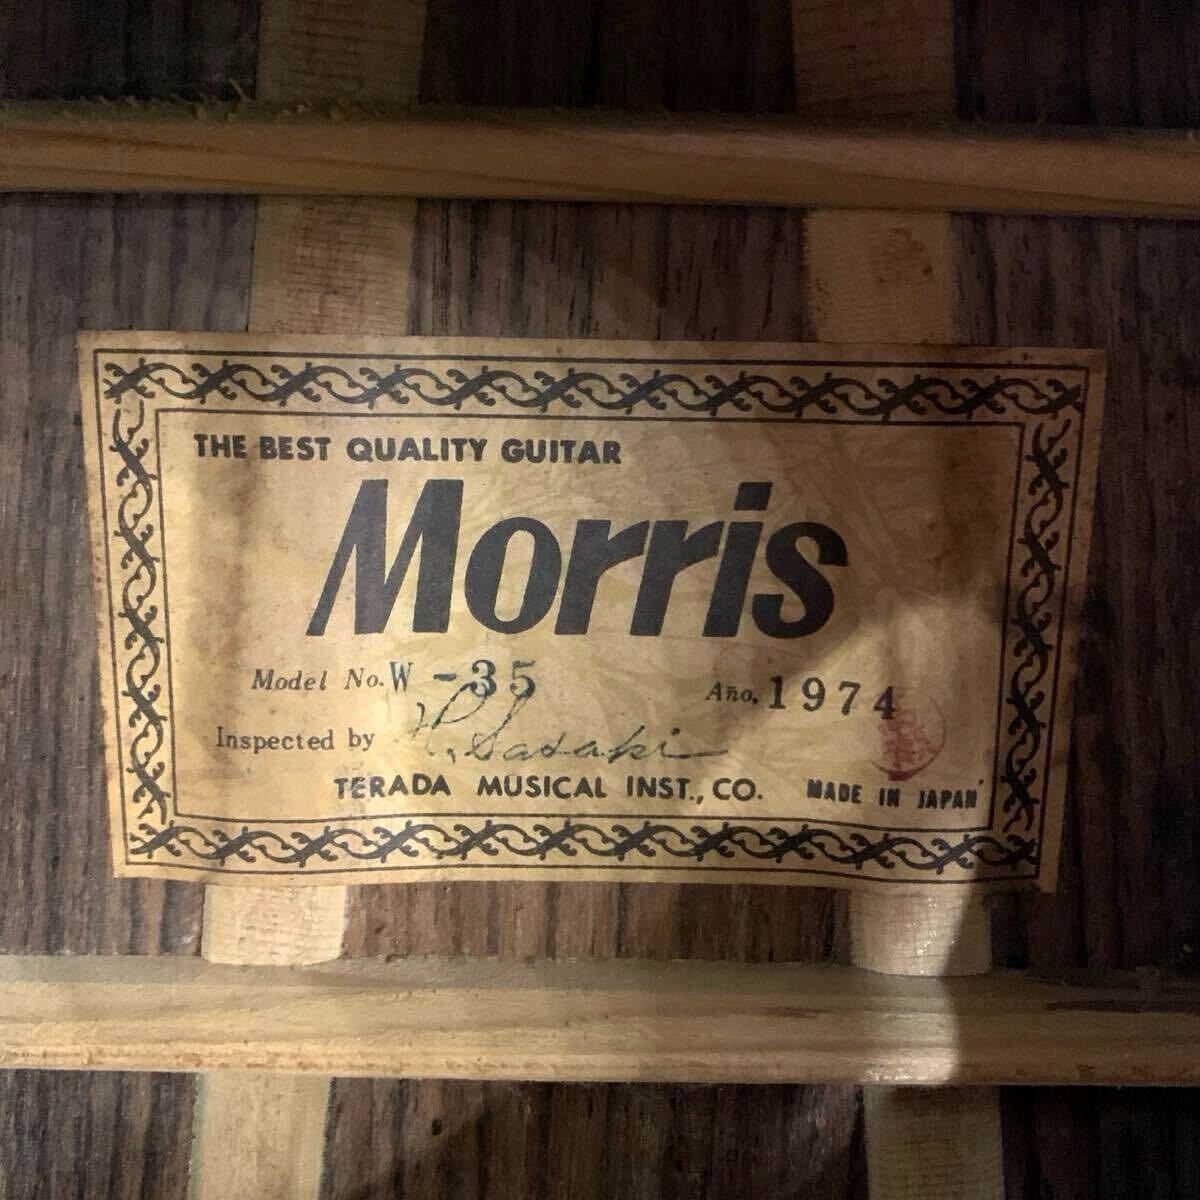 THE BEST QUALITY GUITAR
Morris
Model No. W-35 Año. 1974
Inspected by K. Sasaki
TERADA MUSICAL INST., CO. MADE IN JAPAN